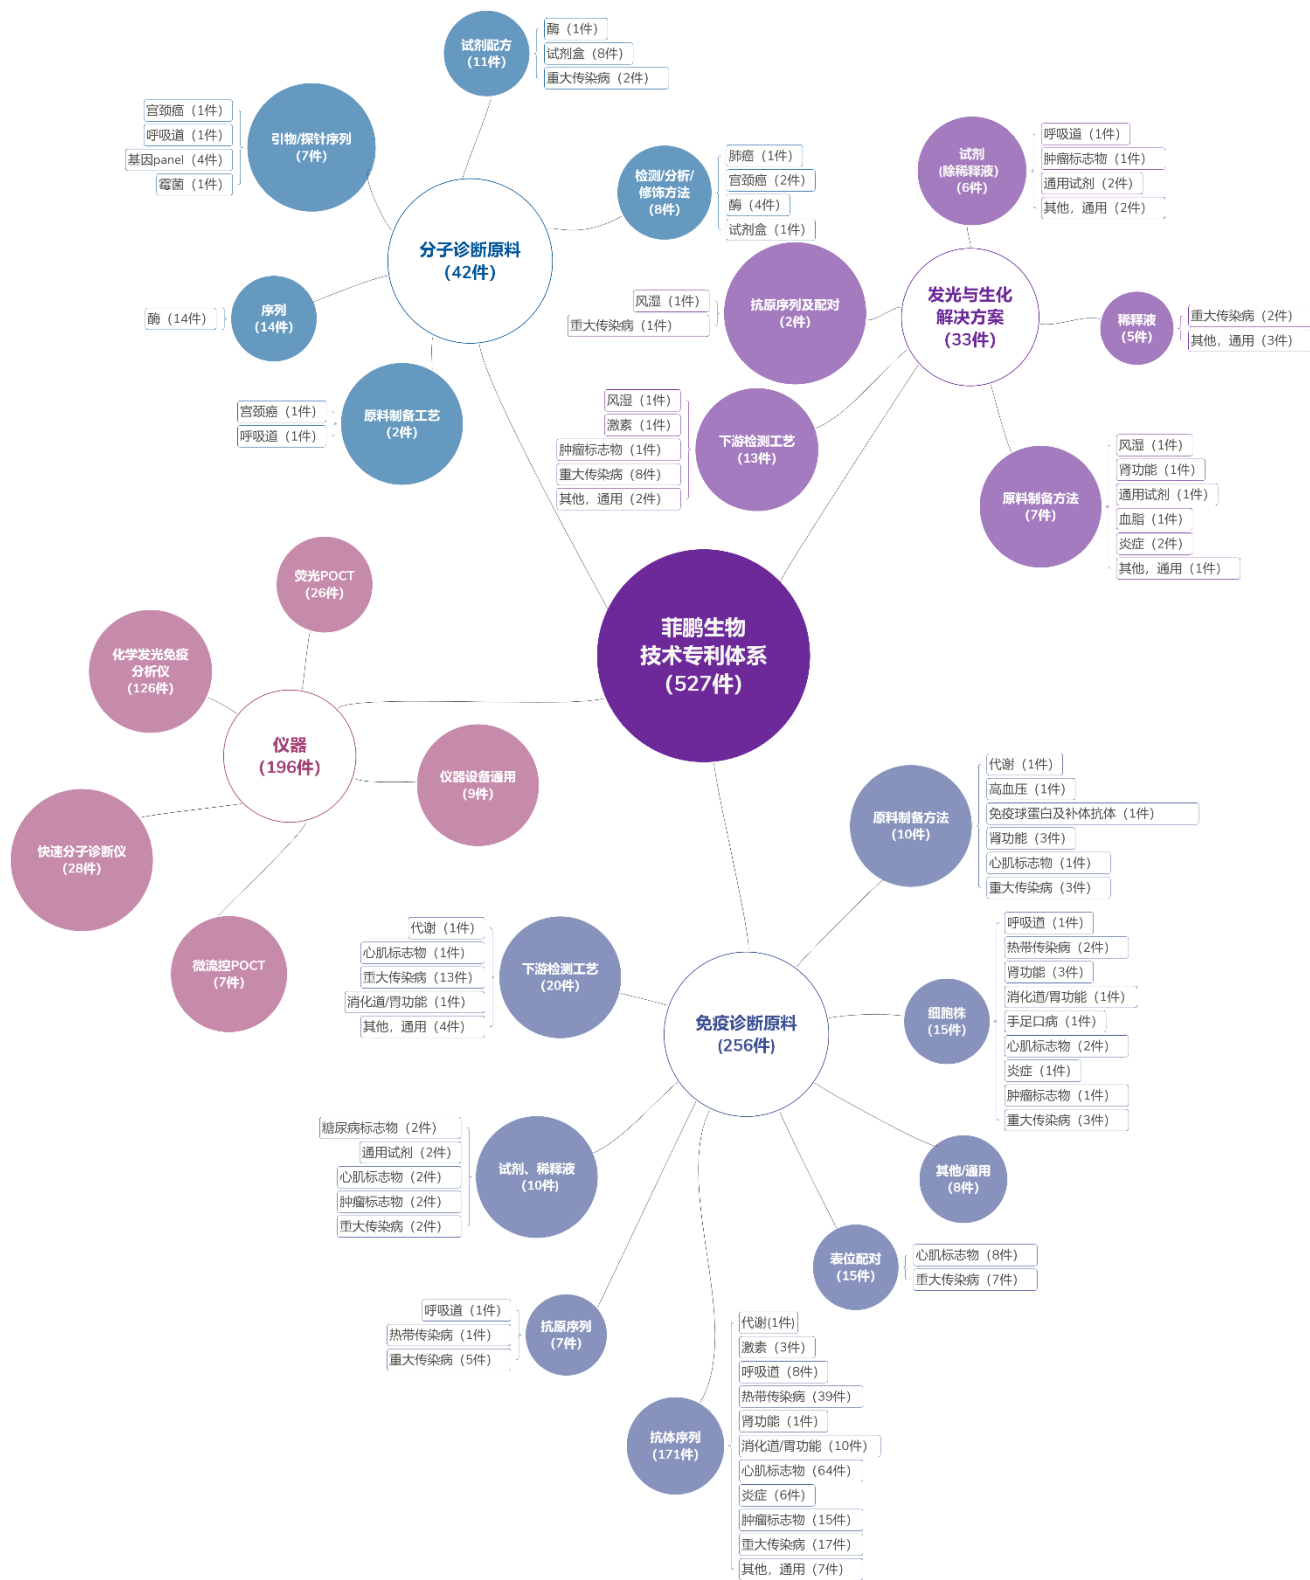 菲鹏生物
技术专利体系
(527件)
分子诊断原料
(42件)
试剂配方
(11件)
酶（1件）
试剂盒（8件）
重大传染病（2件）
引物/探针序列
(7件)
宫颈癌（1件）
呼吸道（1件）
基因panel（4件）
霉菌（1件）
检测/分析/
修饰方法
(8件)
肺癌（1件）
宫颈癌（2件）
酶（4件）
试剂盒（1件）
序列
(14件)
酶（14件）
原料制备工艺
(2件)
宫颈癌（1件）
呼吸道（1件）
发光与生化
解决方案
(33件)
试剂
(除稀释液)
(6件)
呼吸道（1件）
肿瘤标志物（1件）
通用试剂（2件）
其他，通用（2件）
抗原序列及配对
(2件)
风湿（1件）
重大传染病（1件）
稀释液
(5件)
重大传染病（2件）
其他，通用（3件）
下游检测工艺
(13件)
风湿（1件）
激素（1件）
肿瘤标志物（1件）
重大传染病（8件）
其他，通用（2件）
原料制备方法
(7件)
风湿（1件）
肾功能（1件）
通用试剂（1件）
血脂（1件）
炎症（2件）
其他，通用（1件）
仪器
(196件)
荧光POCT
(26件)
化学发光免疫
分析仪
(126件)
仪器设备通用
(9件)
快速分子诊断仪
(28件)
微流控POCT
(7件)
免疫诊断原料
(256件)
原料制备方法
(10件)
代谢（1件）
高血压（1件）
免疫球蛋白及补体抗体（1件）
肾功能（3件）
心肌标志物（1件）
重大传染病（3件）
下游检测工艺
(20件)
代谢（1件）
心肌标志物（1件）
重大传染病（13件）
消化道/胃功能（1件）
其他，通用（4件）
细胞株
(15件)
呼吸道（1件）
热带传染病（2件）
肾功能（3件）
消化道/胃功能（1件）
手足口病（1件）
心肌标志物（2件）
炎症（1件）
肿瘤标志物（1件）
重大传染病（3件）
试剂、稀释液
(10件)
糖尿病标志物（2件）
通用试剂（2件）
心肌标志物（2件）
肿瘤标志物（2件）
重大传染病（2件）
其他/通用
(8件)
表位配对
(15件)
心肌标志物（8件）
重大传染病（7件）
抗原序列
(7件)
呼吸道（1件）
热带传染病（1件）
重大传染病（5件）
抗体序列
(171件)
代谢(1件)
激素（3件）
呼吸道（8件）
热带传染病（39件）
肾功能（1件）
消化道/胃功能（10件）
心肌标志物（64件）
炎症（6件）
肿瘤标志物（15件）
重大传染病（17件）
其他，通用（7件）